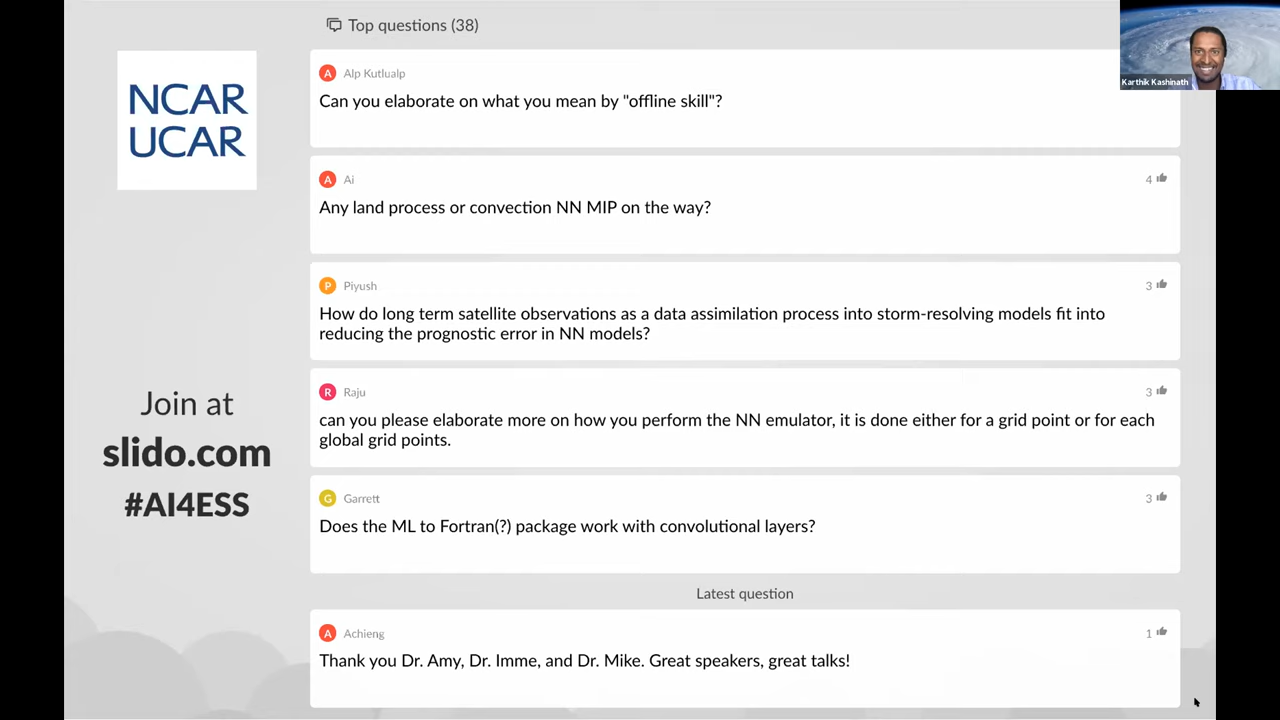 Top questions (38)
Karthik Kashinath
NCAR
UCAR
A Alp Kutlualp
Can you elaborate on what you mean by "offline skill"?
A Ai 4
Any land process or convection NN MIP on the way?
P Piyush 3
How do long term satellite observations as a data assimilation process into storm-resolving models fit into
reducing the prognostic error in NN models?
R Raju 3
can you please elaborate more on how you perform the NN emulator, it is done either for a grid point or for each
global grid points.
G Garrett 3
Does the ML to Fortran(?) package work with convolutional layers?
Join at
slido.com
#AI4ESS
Latest question
A Achieng 1
Thank you Dr. Amy, Dr. Imme, and Dr. Mike. Great speakers, great talks!